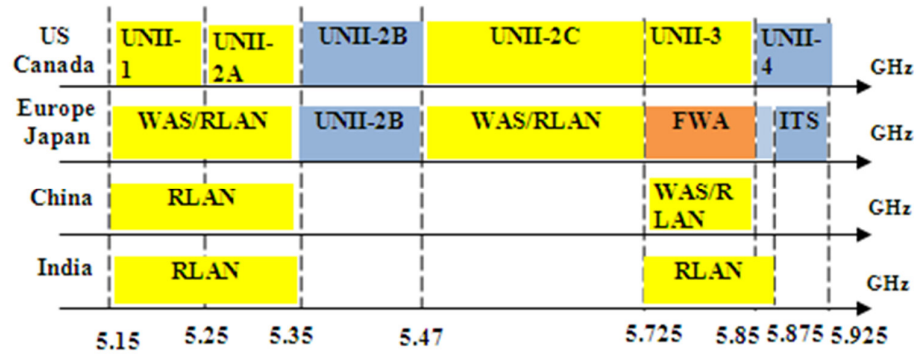 US
Canada
UNII-
1
UNII-
2A
UNII-2B
UNII-2C
UNII-3
UNII-
4
GHz
Europe
Japan
WAS/RLAN
UNII-2B
WAS/RLAN
FWA
ITS
GHz
China
RLAN
WAS/R
LAN
GHz
India
RLAN
RLAN
GHz
5.15
5.25
5.35
5.47
5.725
5.85
5.875
5.925